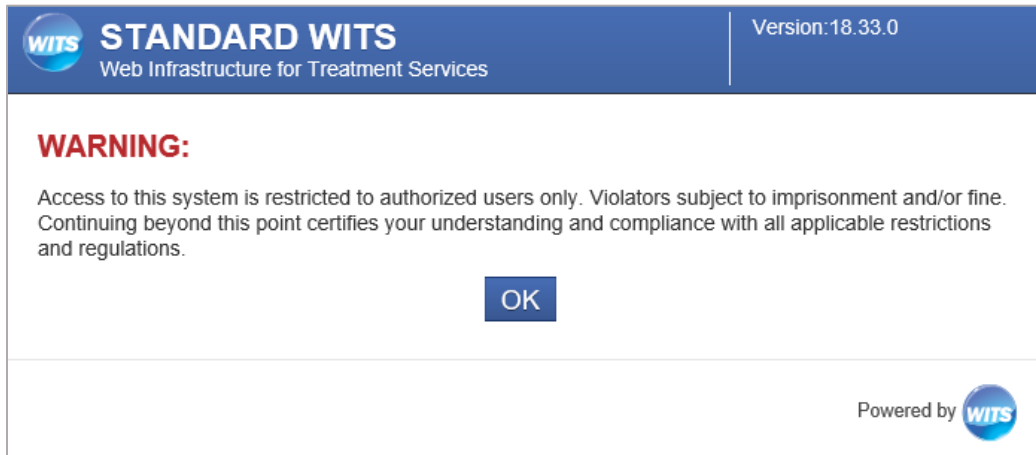 WITS
STANDARD WITS
Web Infrastructure for Treatment Services
Version:18.33.0
WARNING:
Access to this system is restricted to authorized users only. Violators subject to imprisonment and/or fine.
Continuing beyond this point certifies your understanding and compliance with all applicable restrictions
and regulations.
OK
Powered by WITS